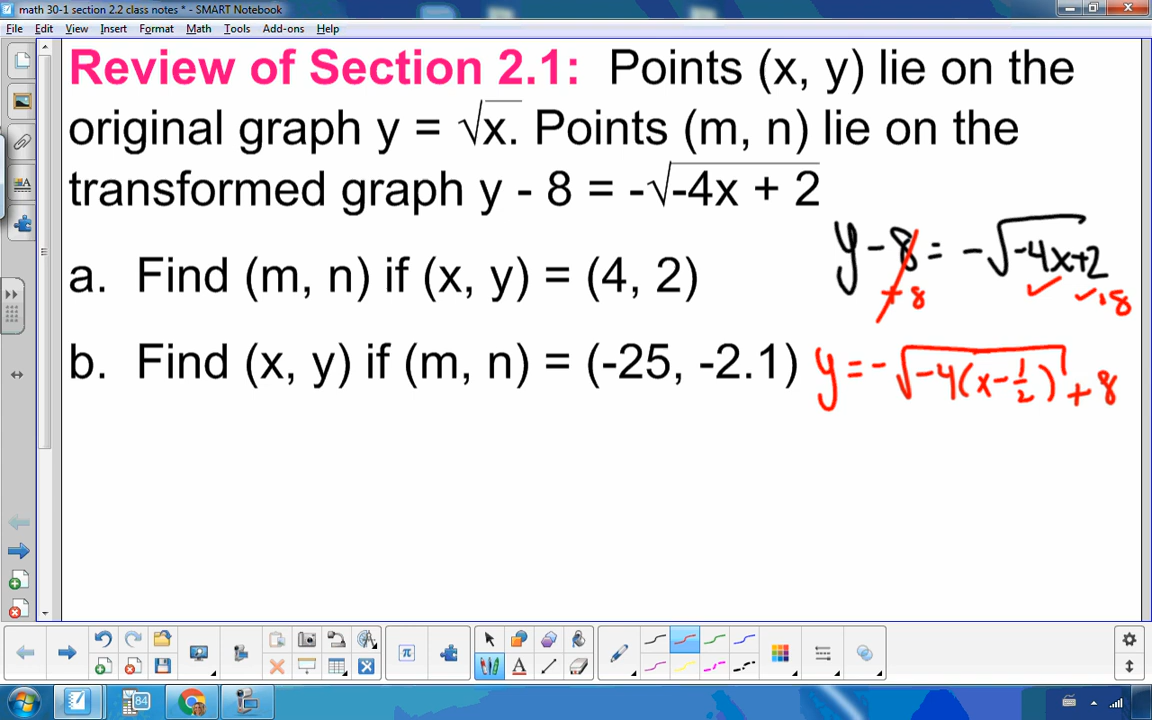 math 30-1 section 2.2 class notes * - SMART Notebook
File Edit View Insert Format Math Tools Add-ons Help
Review of Section 2.1: Points (x, y) lie on the
original graph y = √x. Points (m, n) lie on the
transformed graph y - 8 = -√-4x + 2
y - 8 = -√-4x+2
+8 +8
a. Find (m, n) if (x, y) = (4, 2)
b. Find (x, y) if (m, n) = (-25, -2.1)
y = -√-4(x - 1/2) + 8
π
A
84